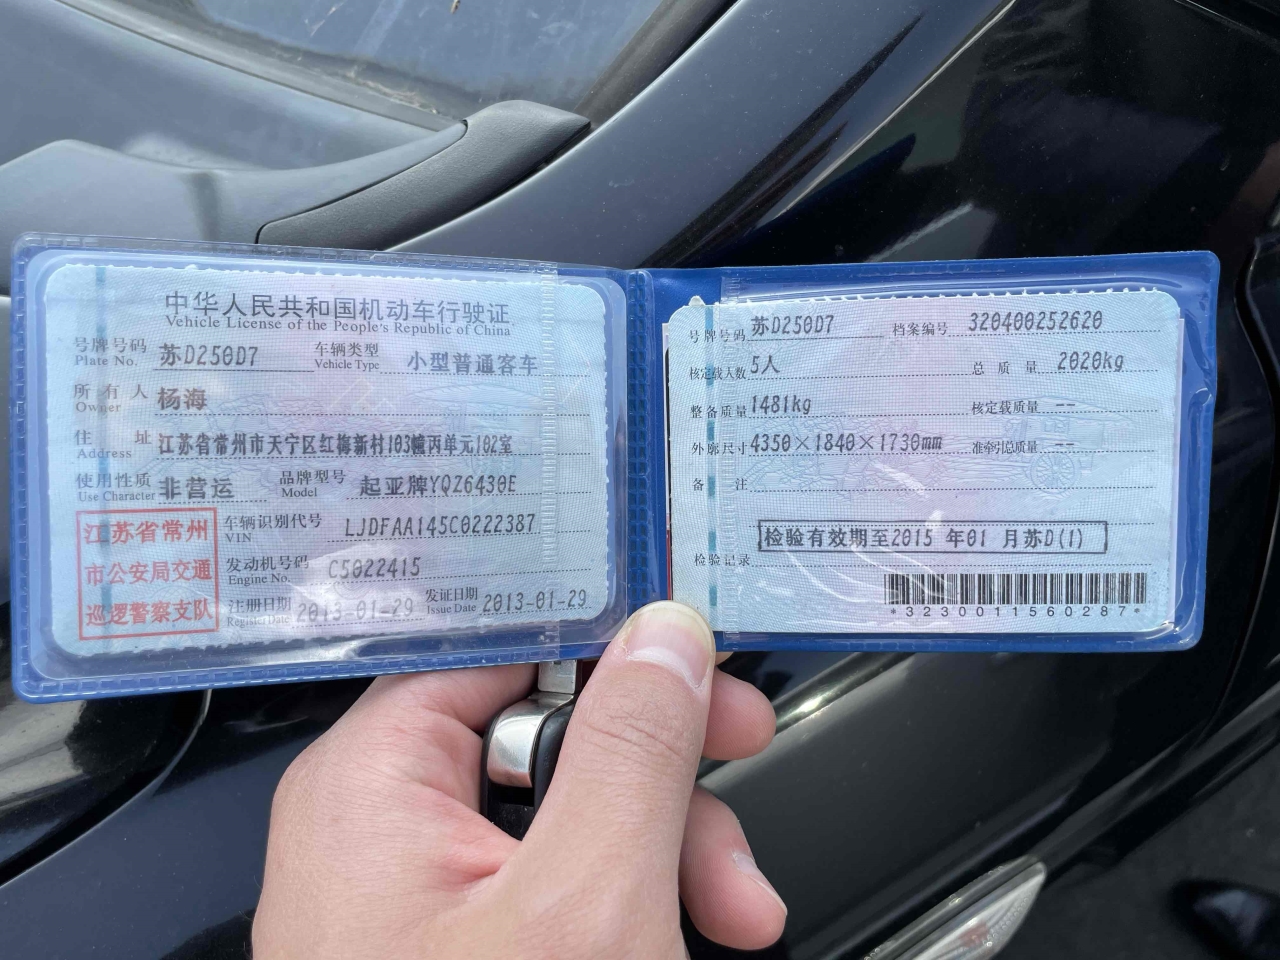 中华人民共和国机动车行驶证
Vehicle License of the People's Republic of China
号牌号码 Plate No. 苏D250D7 车辆类型 Vehicle Type 小型普通客车
所有人 Owner 杨海
住址 Address 江苏省常州市天宁区红梅新村103幢丙单元102室
使用性质 Use Character 非营运 品牌型号 Model 起亚牌YQZ6430E
车辆识别代号 VIN LJDFAA145C0222387
发动机号码 Engine No. C5022415
注册日期 Register Date 2013-01-29 发证日期 Issue Date 2013-01-29
江苏省常州
市公安局交通
巡逻警察支队
号牌号码 苏D250D7 档案编号 320400252620
核定载人数 5人 总质量 2020kg
整备质量 1481kg 核定载质量 --
外廓尺寸 4350×1840×1730mm 准牵引总质量 --
备注
检验有效期至2015 年01 月苏D(1)
检验记录
*3230011560287*